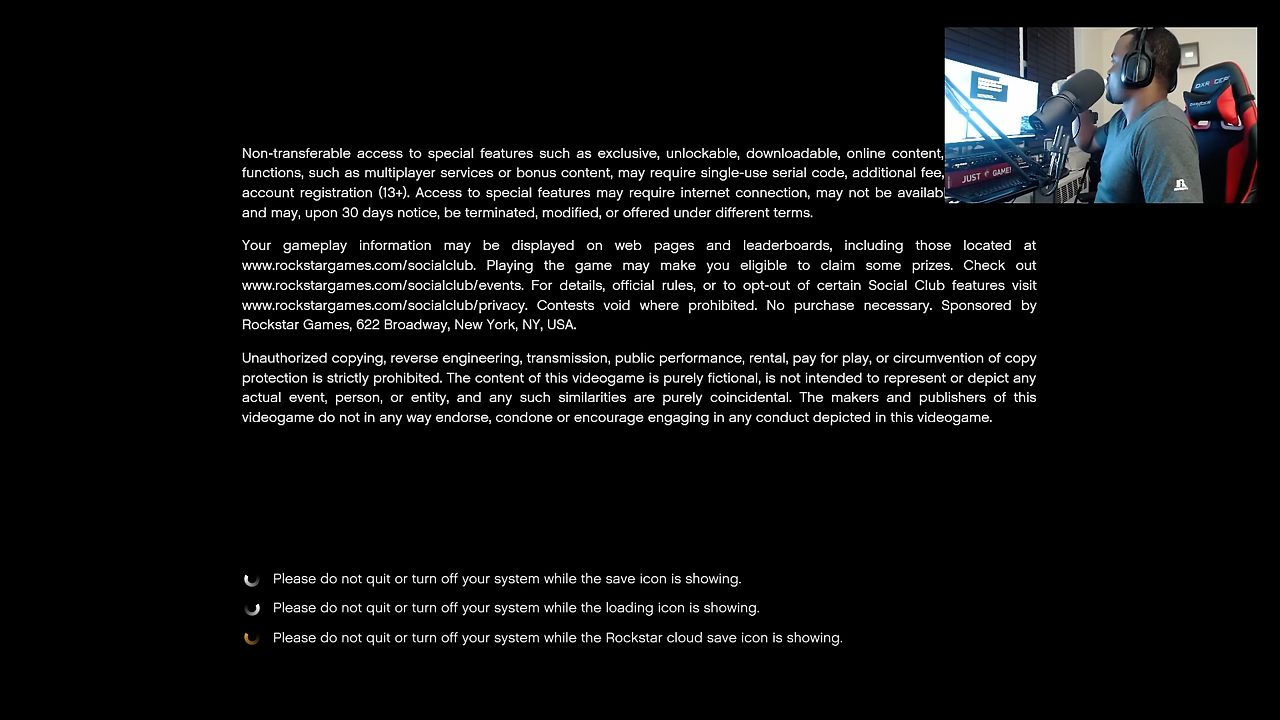 Non-transferable access to special features such as exclusive, unlockable, downloadable, online content,
functions, such as multiplayer services or bonus content, may require single-use serial code, additional fee,
account registration (13+). Access to special features may require internet connection, may not be availab
and may, upon 30 days notice, be terminated, modified, or offered under different terms.
Your gameplay information may be displayed on web pages and leaderboards, including those located at
www.rockstargames.com/socialclub. Playing the game may make you eligible to claim some prizes. Check out
www.rockstargames.com/socialclub/events. For details, official rules, or to opt-out of certain Social Club features visit
www.rockstargames.com/socialclub/privacy. Contests void where prohibited. No purchase necessary. Sponsored by
Rockstar Games, 622 Broadway, New York, NY, USA.
Unauthorized copying, reverse engineering, transmission, public performance, rental, pay for play, or circumvention of copy
protection is strictly prohibited. The content of this videogame is purely fictional, is not intended to represent or depict any
actual event, person, or entity, and any such similarities are purely coincidental. The makers and publishers of this
videogame do not in any way endorse, condone or encourage engaging in any conduct depicted in this videogame.
Please do not quit or turn off your system while the save icon is showing.
Please do not quit or turn off your system while the loading icon is showing.
Please do not quit or turn off your system while the Rockstar cloud save icon is showing.
DXRACER
JUST
GAME!